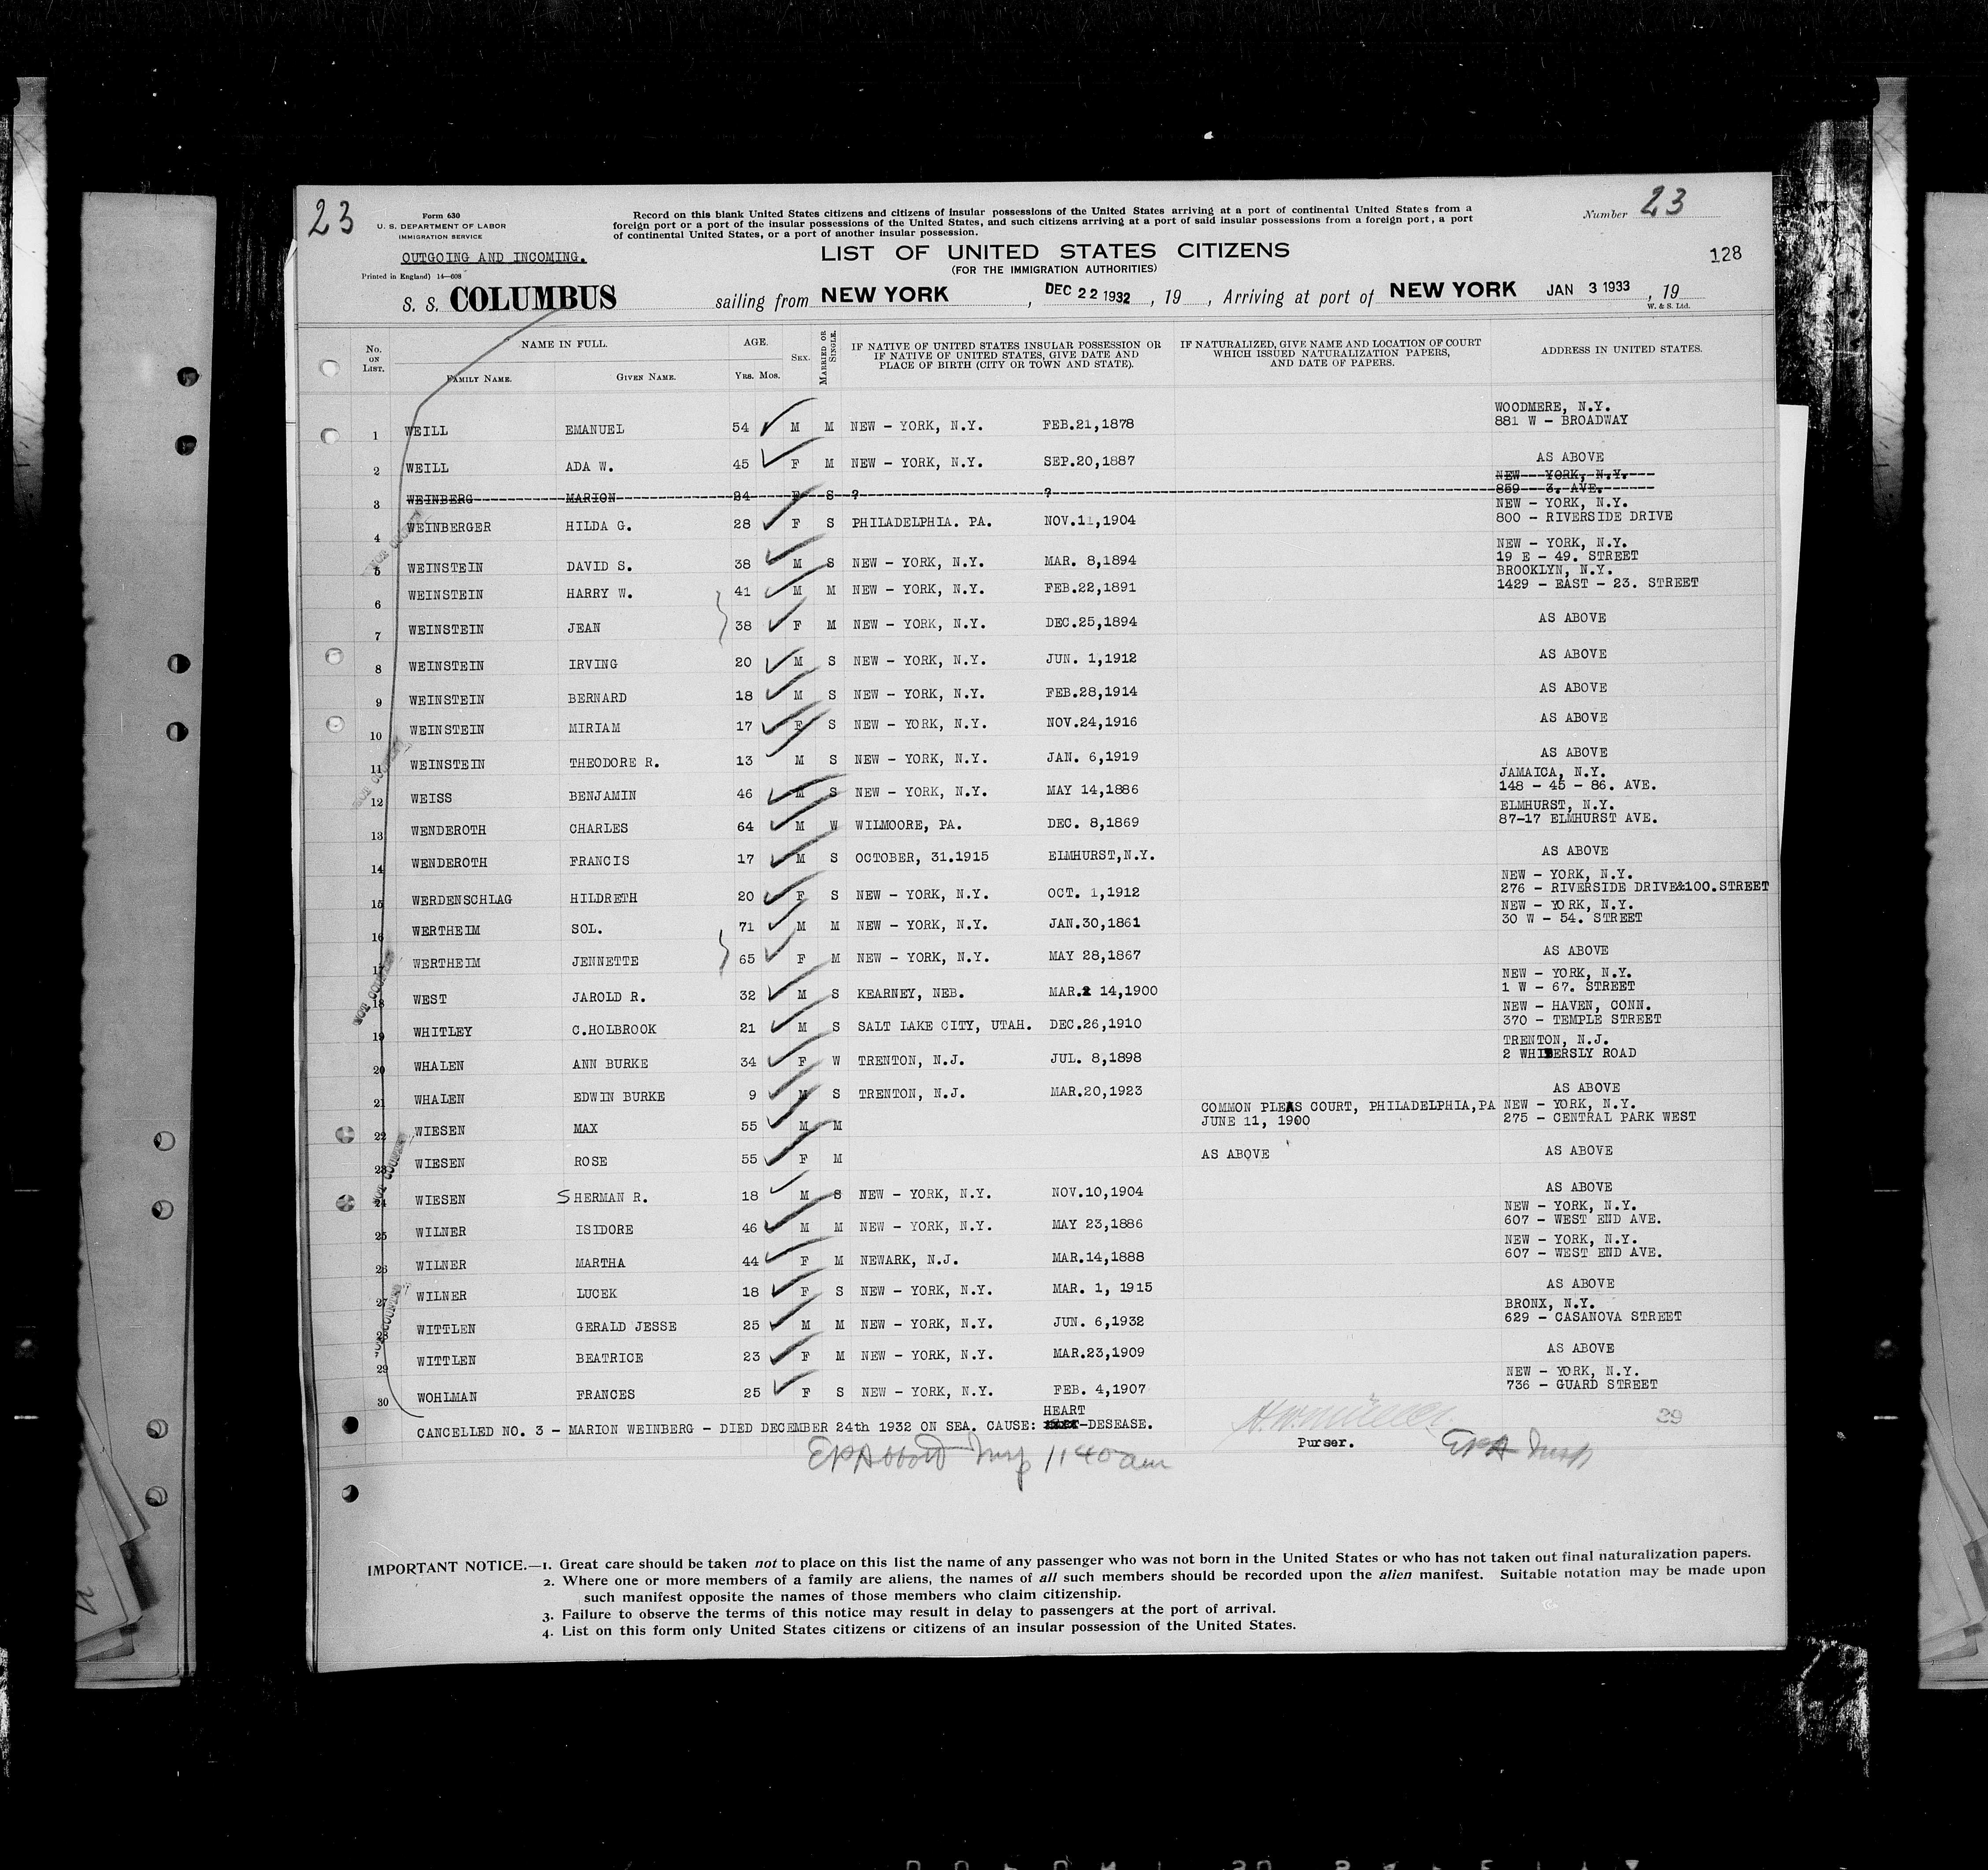 23
Form 630
U. S. DEPARTMENT OF LABOR
IMMIGRATION SERVICE
OUTGOING AND INCOMING.
Printed in England) 14—608
Record on this blank United States citizens and citizens of insular possessions of the United States arriving at a port of continental United States from a
foreign port or a port of the insular possessions of the United States, and such citizens arriving at a port of said insular possessions from a foreign port, a port
of continental United States, or a port of another insular possession.
Number 23
LIST OF UNITED STATES CITIZENS
(FOR THE IMMIGRATION AUTHORITIES)
128
S. S. COLUMBUS sailing from NEW YORK, DEC 22 1932, 19 , Arriving at port of NEW YORK JAN 3 1933, 19
W. & S. Ltd.
No. ON LIST. NAME IN FULL. FAMILY NAME. GIVEN NAME. AGE. YRS. MOS. SEX. MARRIED OR SINGLE. IF NATIVE OF UNITED STATES INSULAR POSSESSION OR IF NATIVE OF UNITED STATES, GIVE DATE AND PLACE OF BIRTH (CITY OR TOWN AND STATE). IF NATURALIZED, GIVE NAME AND LOCATION OF COURT WHICH ISSUED NATURALIZATION PAPERS, AND DATE OF PAPERS. ADDRESS IN UNITED STATES.
1 WEILL EMANUEL 54 M M NEW - YORK, N.Y. FEB.21,1878 WOODMERE, N.Y. 881 W - BROADWAY
2 WEILL ADA W. 45 F M NEW - YORK, N.Y. SEP.20,1887 AS ABOVE
3 WEINBERG MARION 24 F S ? ? NEW - YORK, N.Y. 859 - 3. AVE.
4 WEINBERGER HILDA G. 28 F S PHILADELPHIA. PA. NOV.11,1904 NEW - YORK, N.Y. 800 - RIVERSIDE DRIVE
5 WEINSTEIN DAVID S. 38 M S NEW - YORK, N.Y. MAR. 8,1894 NEW - YORK, N.Y. 19 E - 49. STREET
6 WEINSTEIN HARRY W. 41 M M NEW - YORK, N.Y. FEB.22,1891 BROOKLYN, N.Y. 1429 - EAST - 23. STREET
7 WEINSTEIN JEAN 38 F M NEW - YORK, N.Y. DEC.25,1894 AS ABOVE
8 WEINSTEIN IRVING 20 M S NEW - YORK, N.Y. JUN. 1,1912 AS ABOVE
9 WEINSTEIN BERNARD 18 M S NEW - YORK, N.Y. FEB.28,1914 AS ABOVE
10 WEINSTEIN MIRIAM 17 F S NEW - YORK, N.Y. NOV.24,1916 AS ABOVE
11 WEINSTEIN THEODORE R. 13 M S NEW - YORK, N.Y. JAN. 6,1919 AS ABOVE
12 WEISS BENJAMIN 46 M S NEW - YORK, N.Y. MAY 14,1886 JAMAICA, N.Y. 148 - 45 - 86. AVE.
13 WENDEROTH CHARLES 64 M W WILMOORE, PA. DEC. 8,1869 ELMHURST, N.Y. 87-17 ELMHURST AVE.
14 WENDEROTH FRANCIS 17 M S OCTOBER, 31.1915 ELMHURST,N.Y. AS ABOVE
15 WERDENSCHLAG HILDRETH 20 F S NEW - YORK, N.Y. OCT. 1,1912 NEW - YORK, N.Y. 276 - RIVERSIDE DRIVE&100.STREET
16 WERTHEIM SOL. 71 M M NEW - YORK, N.Y. JAN.30,1861 NEW - YORK, N.Y. 30 W - 54. STREET
17 WERTHEIM JENNETTE 65 F M NEW - YORK, N.Y. MAY 28,1867 AS ABOVE
18 WEST JAROLD R. 32 M S KEARNEY, NEB. MAR. 14,1900 NEW - YORK, N.Y. 1 W - 67. STREET
19 WHITLEY C.HOLBROOK 21 M S SALT LAKE CITY, UTAH. DEC.26,1910 NEW - HAVEN, CONN. 370 - TEMPLE STREET
20 WHALEN ANN BURKE 34 F W TRENTON, N.J. JUL. 8,1898 TRENTON, N.J. 2 ROAD
21 WHALEN EDWIN BURKE 9 M S TRENTON, N.J. MAR.20,1923 AS ABOVE
22 WIESEN MAX 55 M M COMMON PLEAS COURT, PHILADELPHIA,PA JUNE 11, 1900 NEW - YORK, N.Y. 275 - CENTRAL PARK WEST
23 WIESEN ROSE 55 F M AS ABOVE AS ABOVE
24 WIESEN SHERMAN R. 18 M S NEW - YORK, N.Y. NOV.10,1904 AS ABOVE
25 WILNER ISIDORE 46 M M NEW - YORK, N.Y. MAY 23,1886 NEW - YORK, N.Y. 607 - WEST END AVE.
26 WILNER MARTHA 44 F M NEWARK, N.J. MAR.14,1888 NEW - YORK, N.Y. 607 - WEST END AVE.
27 WILNER LUCEK 18 F S NEW - YORK, N.Y. MAR. 1, 1915 AS ABOVE
28 WITTLEN GERALD JESSE 25 M M NEW - YORK, N.Y. JUN. 6,1932 BRONX, N.Y. 629 - CASANOVA STREET
29 WITTLEN BEATRICE 23 F M NEW - YORK, N.Y. MAR.23,1909 AS ABOVE
30 WOHLMAN FRANCES 25 F S NEW - YORK, N.Y. FEB. 4,1907 NEW - YORK, N.Y. 736 - GUARD STREET
CANCELLED NO. 3 - MARION WEINBERG - DIED DECEMBER 24th 1932 ON SEA. CAUSE: HEART -DESEASE.
29
Purser.
EPAbbott Insp 1140am
EPA Insp
IMPORTANT NOTICE.—1. Great care should be taken not to place on this list the name of any passenger who was not born in the United States or who has not taken out final naturalization papers.
2. Where one or more members of a family are aliens, the names of all such members should be recorded upon the alien manifest. Suitable notation may be made upon
such manifest opposite the names of those members who claim citizenship.
3. Failure to observe the terms of this notice may result in delay to passengers at the port of arrival.
4. List on this form only United States citizens or citizens of an insular possession of the United States.